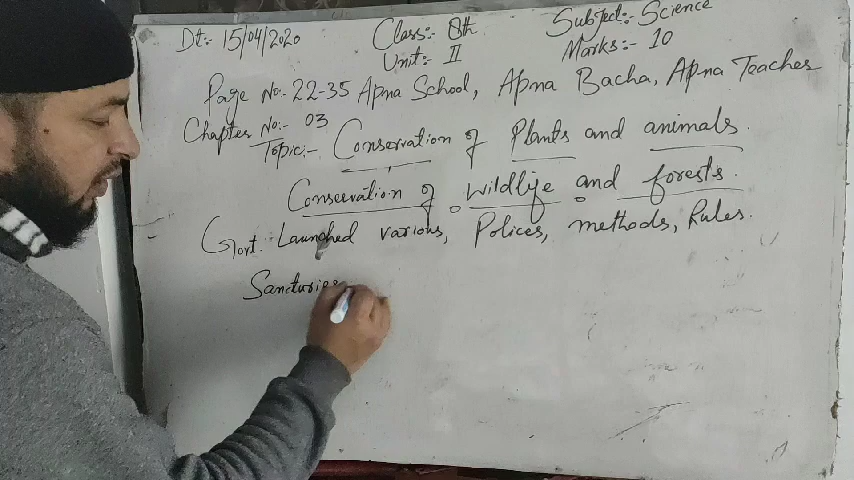 Dt:- 15/04/2020 Class:- 8th Subject:- Science
Unit:- II Marks:- 10
Page No:- 22-35 Apna School, Apna Bacha, Apna Teacher
Chapter No:- 03
Topic:- Conservation of Plants and animals.
Conservation of wildlife and forests.
Govt. Launched various, Polices, methods, Rules.
Sancturies